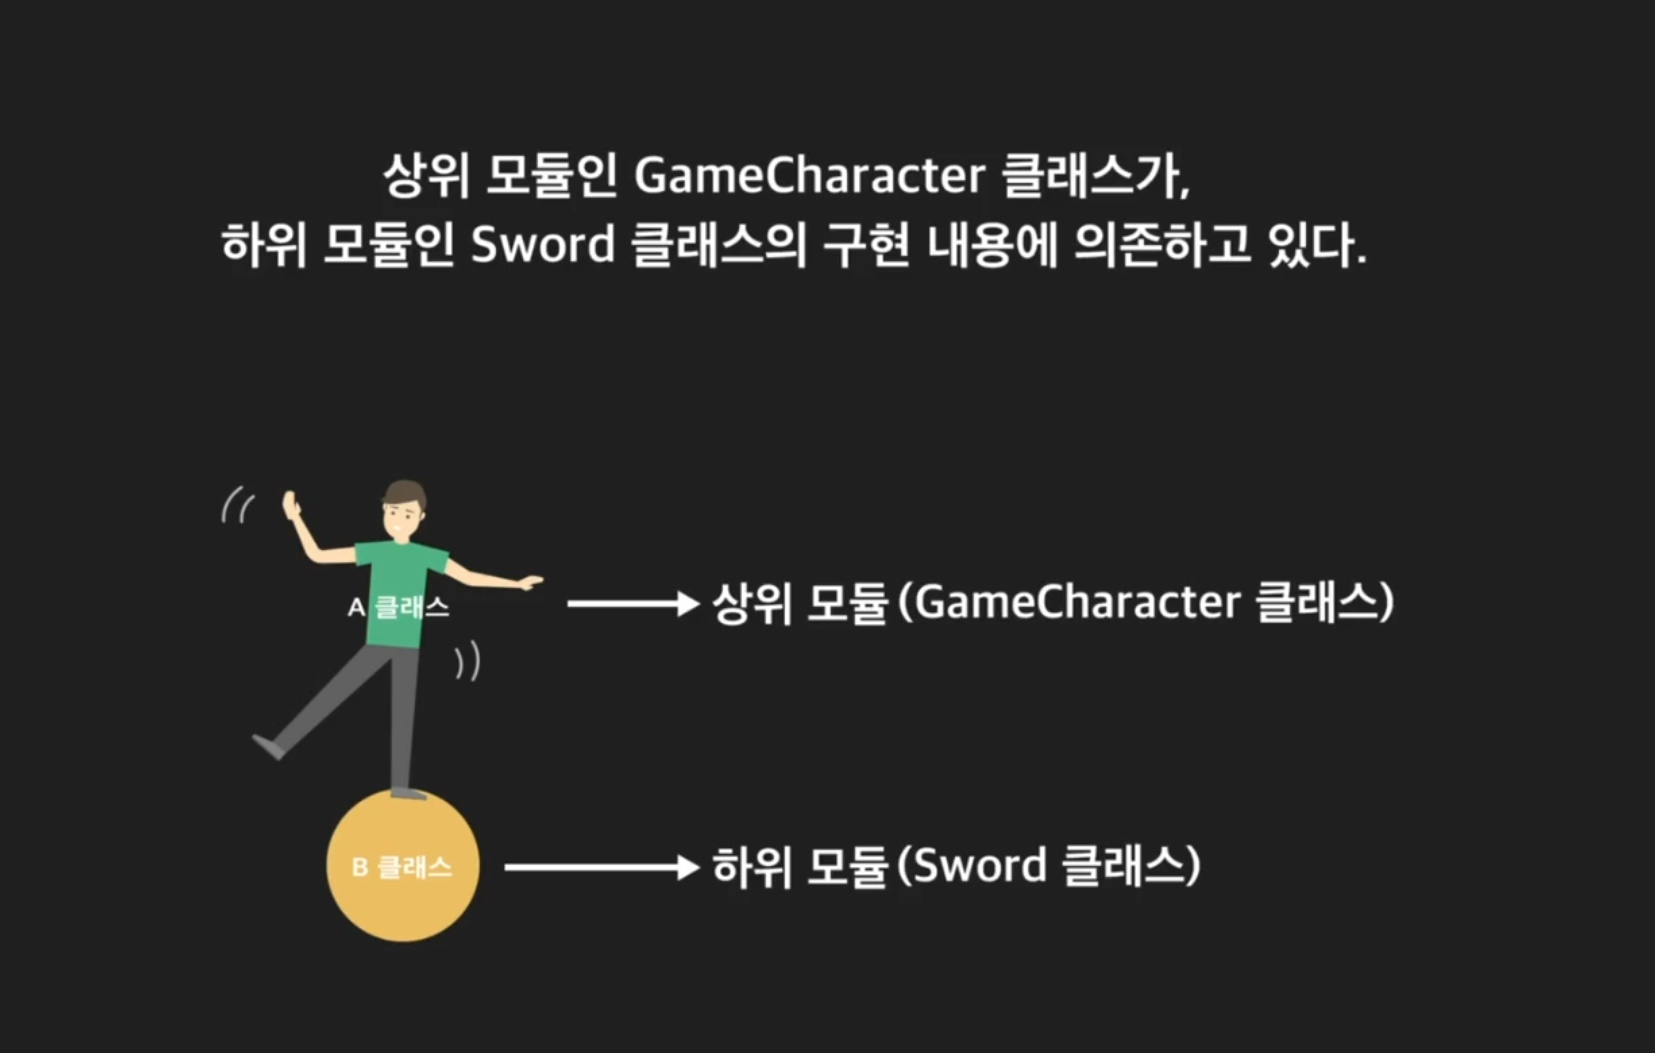 상위 모듈인 GameCharacter 클래스가,
하위 모듈인 Sword 클래스의 구현 내용에 의존하고 있다.
A 클래스
상위 모듈(GameCharacter 클래스)
B 클래스
하위 모듈(Sword 클래스)